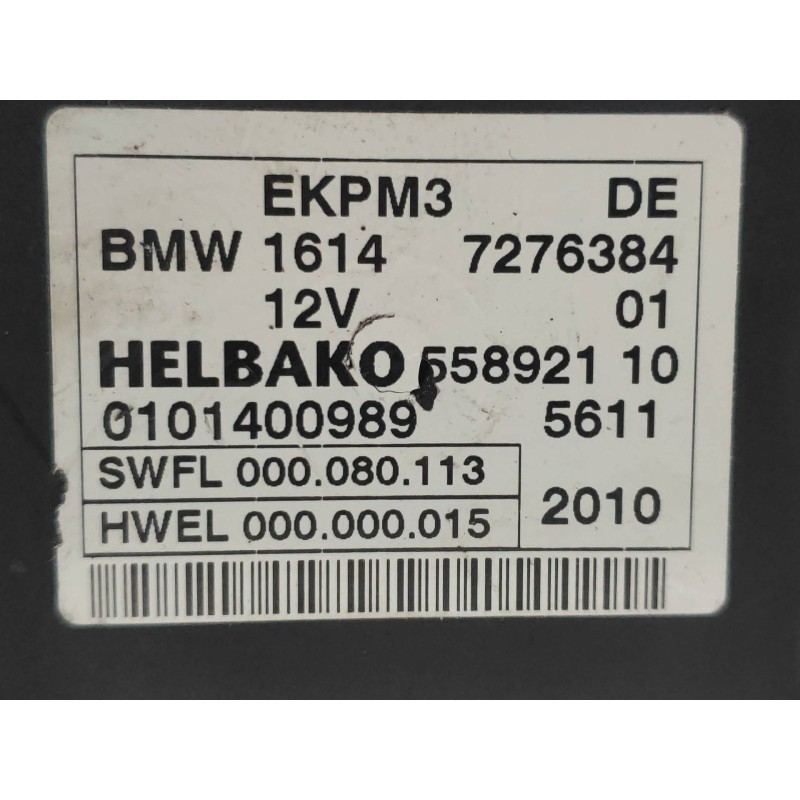 EKPM3 DE
BMW 1614 7276384
12V 01
HELBAKO 558921 10
0101400989 5611
SWFL 000.080.113
HWEL 000.000.015
2010